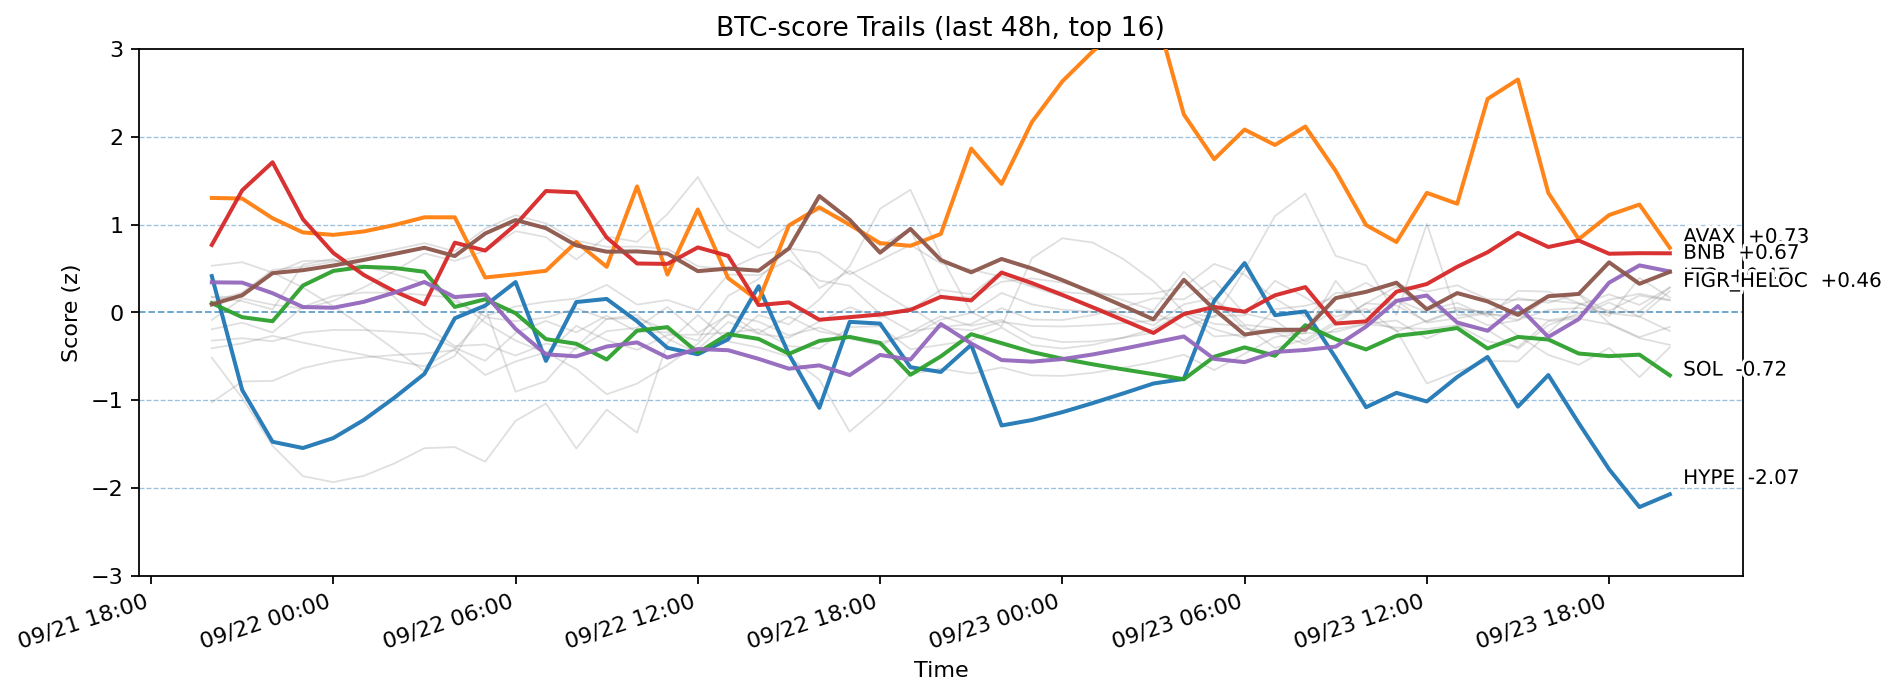 BTC-score Trails (last 48h, top 16)
Score (z)
3
2
1
0
−1
−2
−3
AVAX +0.73
BNB +0.67
FIGR_HELOC +0.46
SOL -0.72
HYPE -2.07
09/21 18:00
09/22 00:00
09/22 06:00
09/22 12:00
09/22 18:00
09/23 00:00
09/23 06:00
09/23 12:00
09/23 18:00
Time